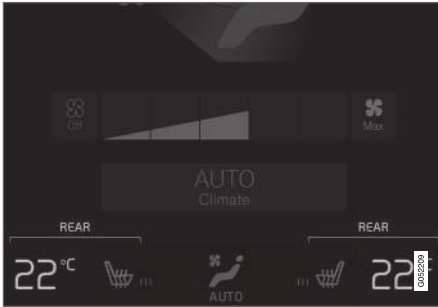 Off
Max
AUTO
Climate
REAR
REAR
22°C
AUTO
22
G052209